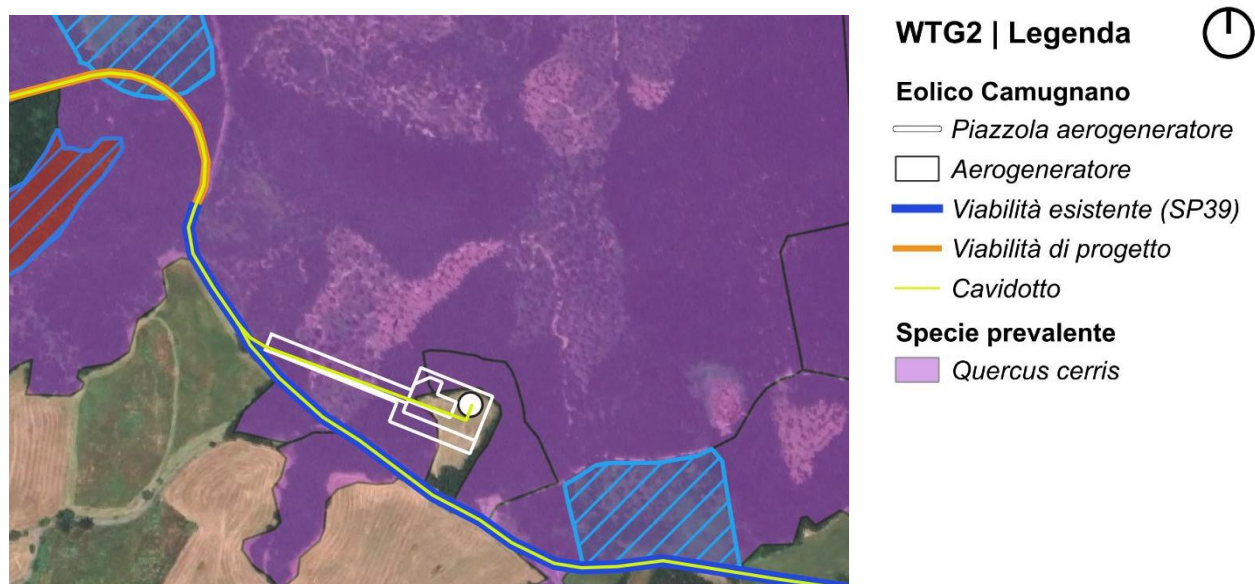 WTG2 | Legenda
Eolico Camugnano
Piazzola aerogeneratore
Aerogeneratore
Viabilità esistente (SP39)
Viabilità di progetto
Cavidotto
Specie prevalente
Quercus cerris